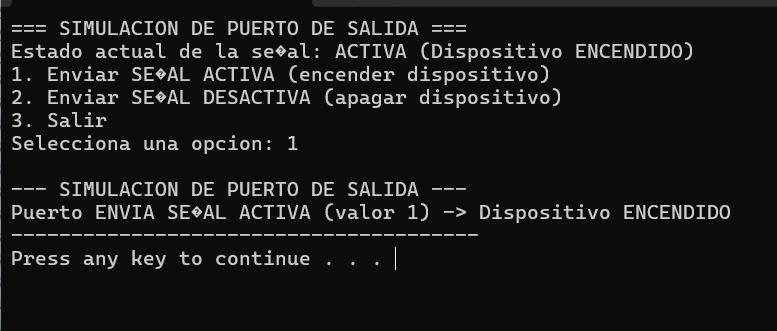 === SIMULACION DE PUERTO DE SALIDA ===
Estado actual de la se�al: ACTIVA (Dispositivo ENCENDIDO)
1. Enviar SE�AL ACTIVA (encender dispositivo)
2. Enviar SE�AL DESACTIVA (apagar dispositivo)
3. Salir
Selecciona una opcion: 1
--- SIMULACION DE PUERTO DE SALIDA ---
Puerto ENVIA SE�AL ACTIVA (valor 1) -> Dispositivo ENCENDIDO
---------------------------------------
Press any key to continue . . .